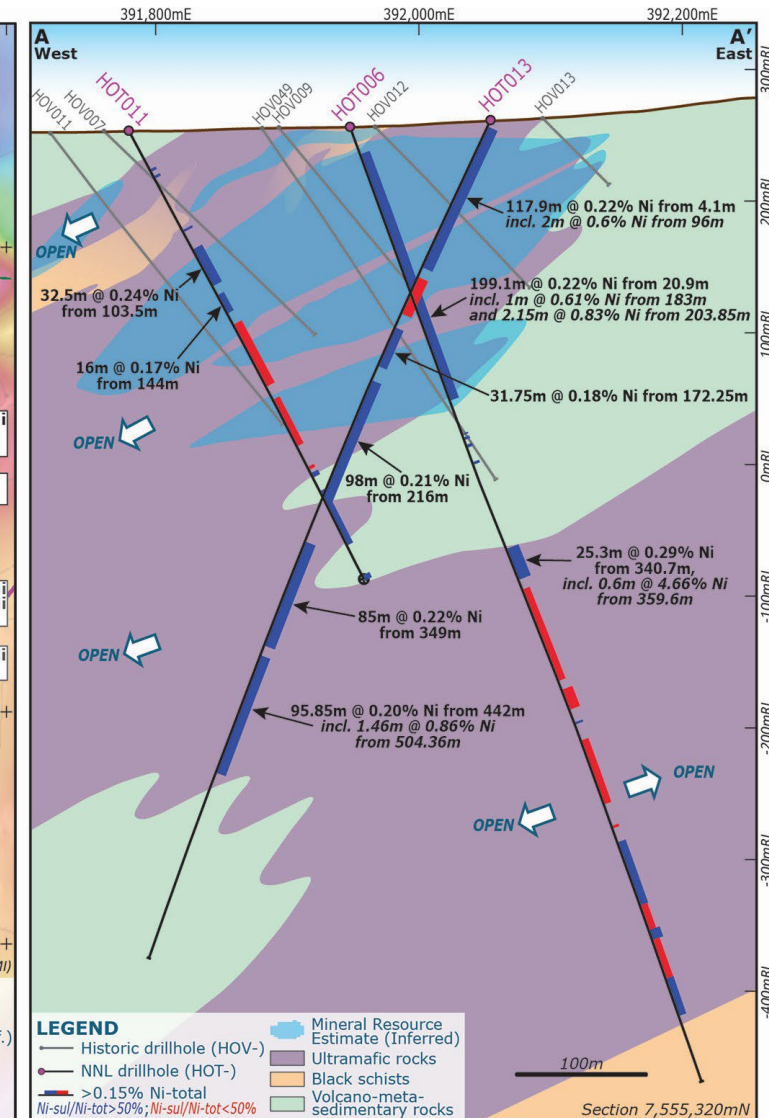 391,800mE
392,000mE
392,200mE
A
West
A’
East
HOV011
HOV007
HOT011
HOV049
HOV009
HOT006
HOV012
HOT013
HOV013
300mRL
200mRL
100mRL
0mRL
-100mRL
-200mRL
-300mRL
-400mRL
117.9m @ 0.22% Ni from 4.1m
incl. 2m @ 0.6% Ni from 96m
OPEN
32.5m @ 0.24% Ni
from 103.5m
199.1m @ 0.22% Ni from 20.9m
incl. 1m @ 0.61% Ni from 183m
and 2.15m @ 0.83% Ni from 203.85m
16m @ 0.17% Ni
from 144m
31.75m @ 0.18% Ni from 172.25m
OPEN
98m @ 0.21% Ni
from 216m
25.3m @ 0.29% Ni
from 340.7m,
incl. 0.6m @ 4.66% Ni
from 359.6m
85m @ 0.22% Ni
from 349m
OPEN
95.85m @ 0.20% Ni from 442m
incl. 1.46m @ 0.86% Ni
from 504.36m
OPEN
OPEN
LEGEND
Historic drillhole (HOV-)
NNL drillhole (HOT-)
>0.15% Ni-total
Ni-sul/Ni-tot>50%; Ni-sul/Ni-tot<50%
Mineral Resource
Estimate (Inferred)
Ultramafic rocks
Black schists
Volcano-meta-
sedimentary rocks
100m
Section 7,555,320mN